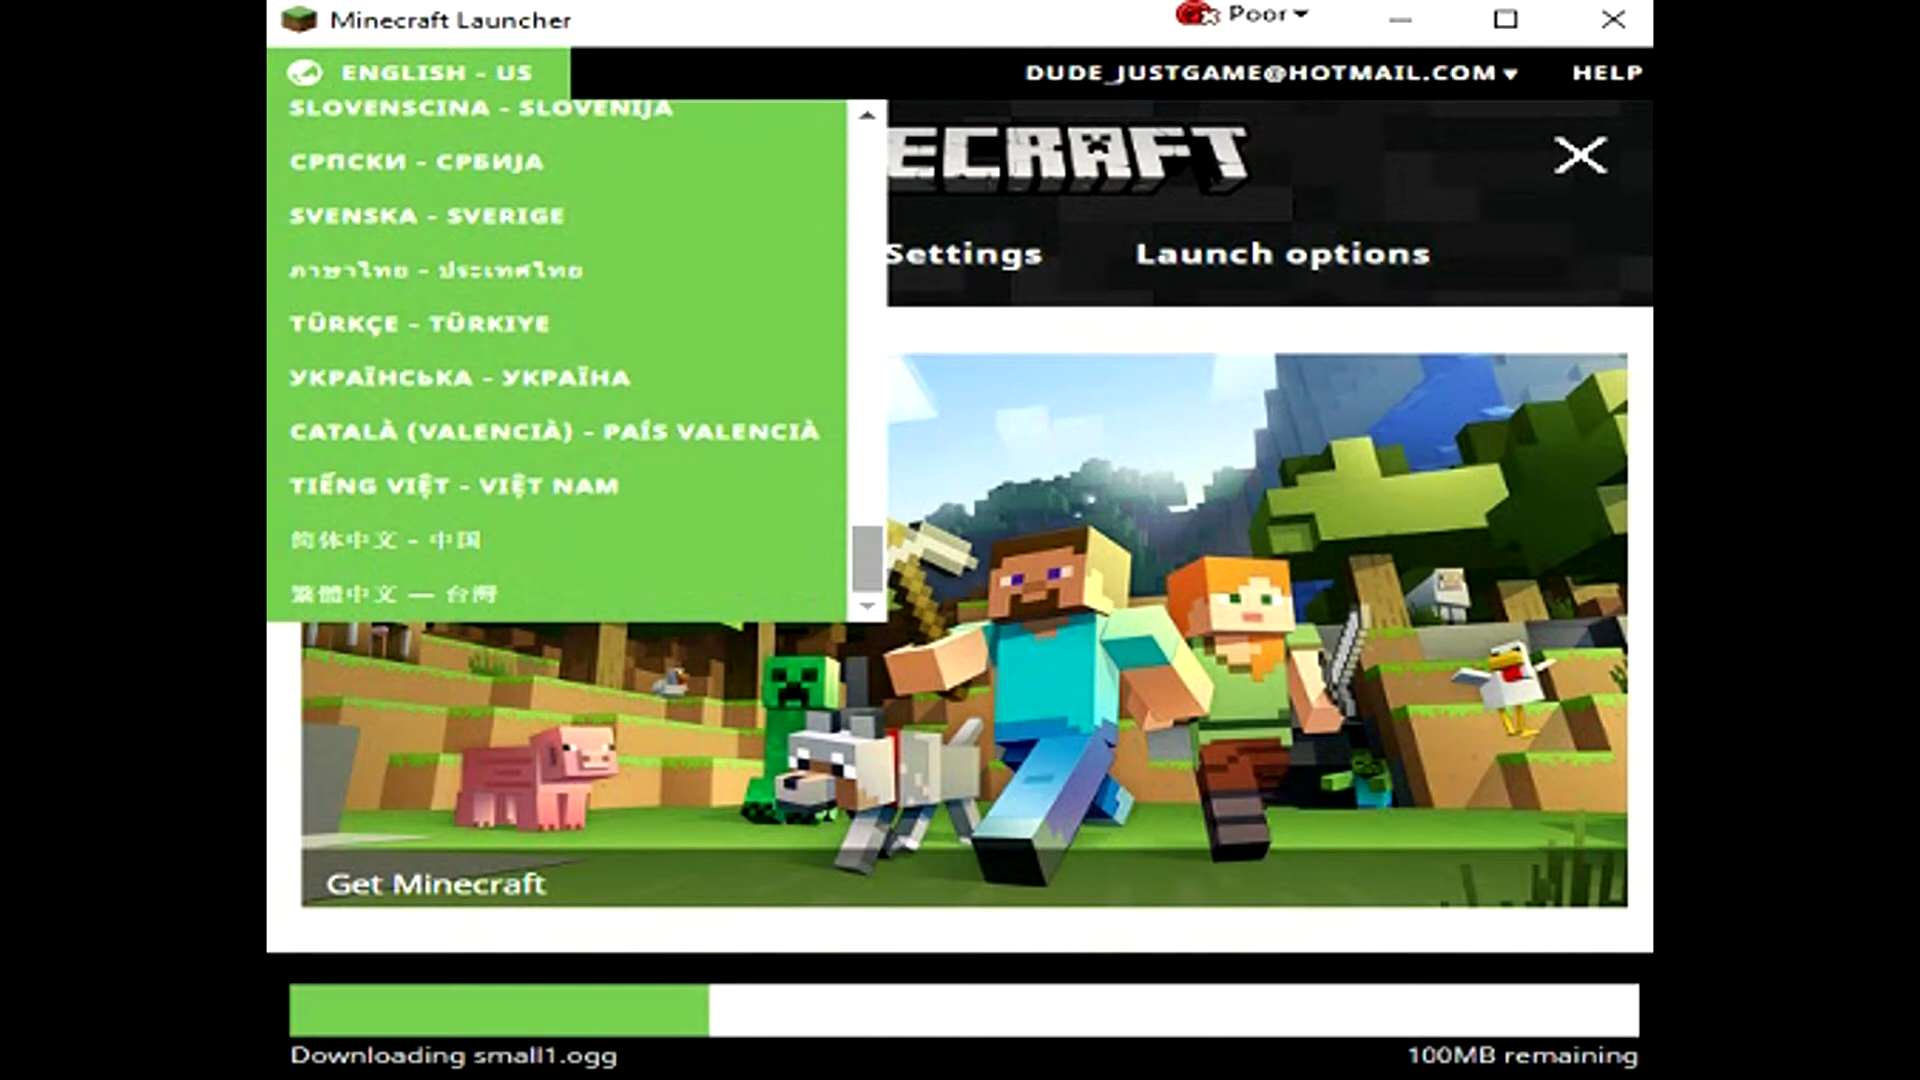 Minecraft Launcher
Poor
ENGLISH - US
DUDE_JUSTGAME@HOTMAIL.COM
HELP
SLOVENSCINA - SLOVENIJA
СРПСКИ - СРБИЈА
SVENSKA - SVERIGE
ภาษาไทย - ประเทศไทย
TÜRKÇE - TÜRKIYE
УКРАЇНСЬКА - УКРАЇНА
CATALÀ (VALENCIÀ) - PAÍS VALENCIÀ
TIẾNG VIỆT - VIỆT NAM
简体中文 - 中国
繁體中文 — 台灣
ECRAFT
Settings
Launch options
Get Minecraft
Downloading small1.ogg
100MB remaining